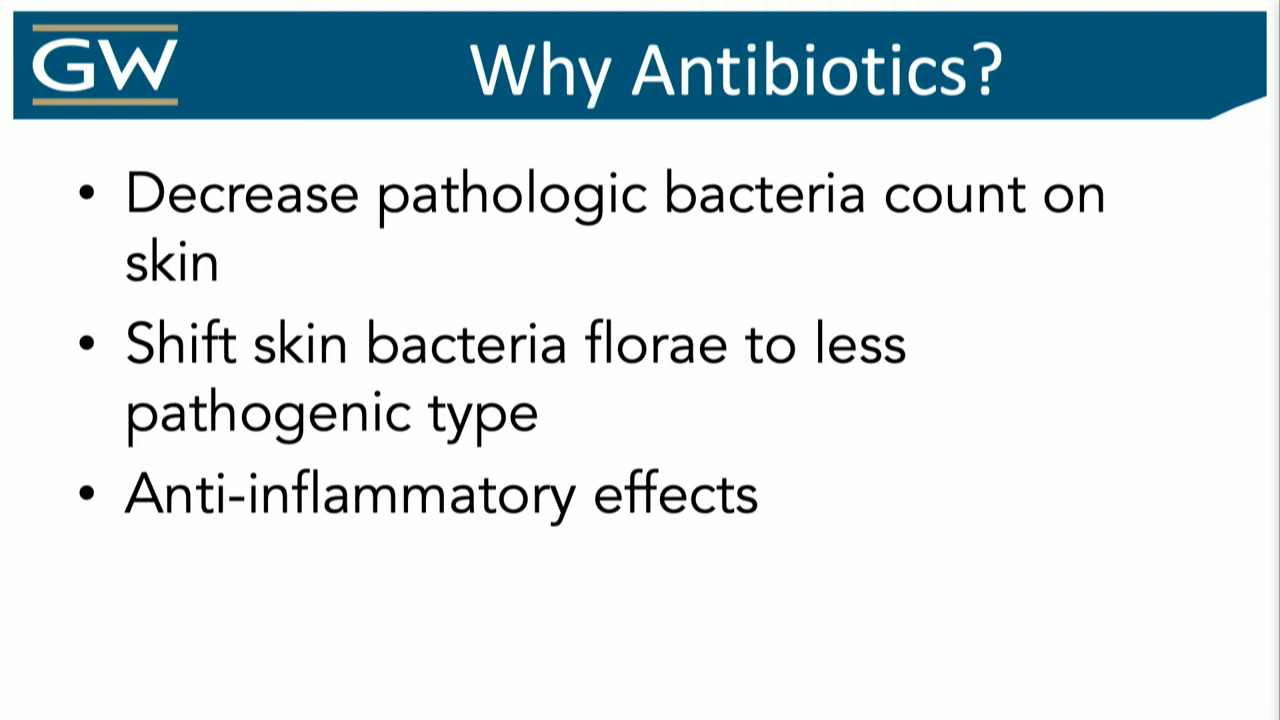 GW
Why Antibiotics?
• Decrease pathologic bacteria count on
skin
• Shift skin bacteria florae to less
pathogenic type
• Anti-inflammatory effects